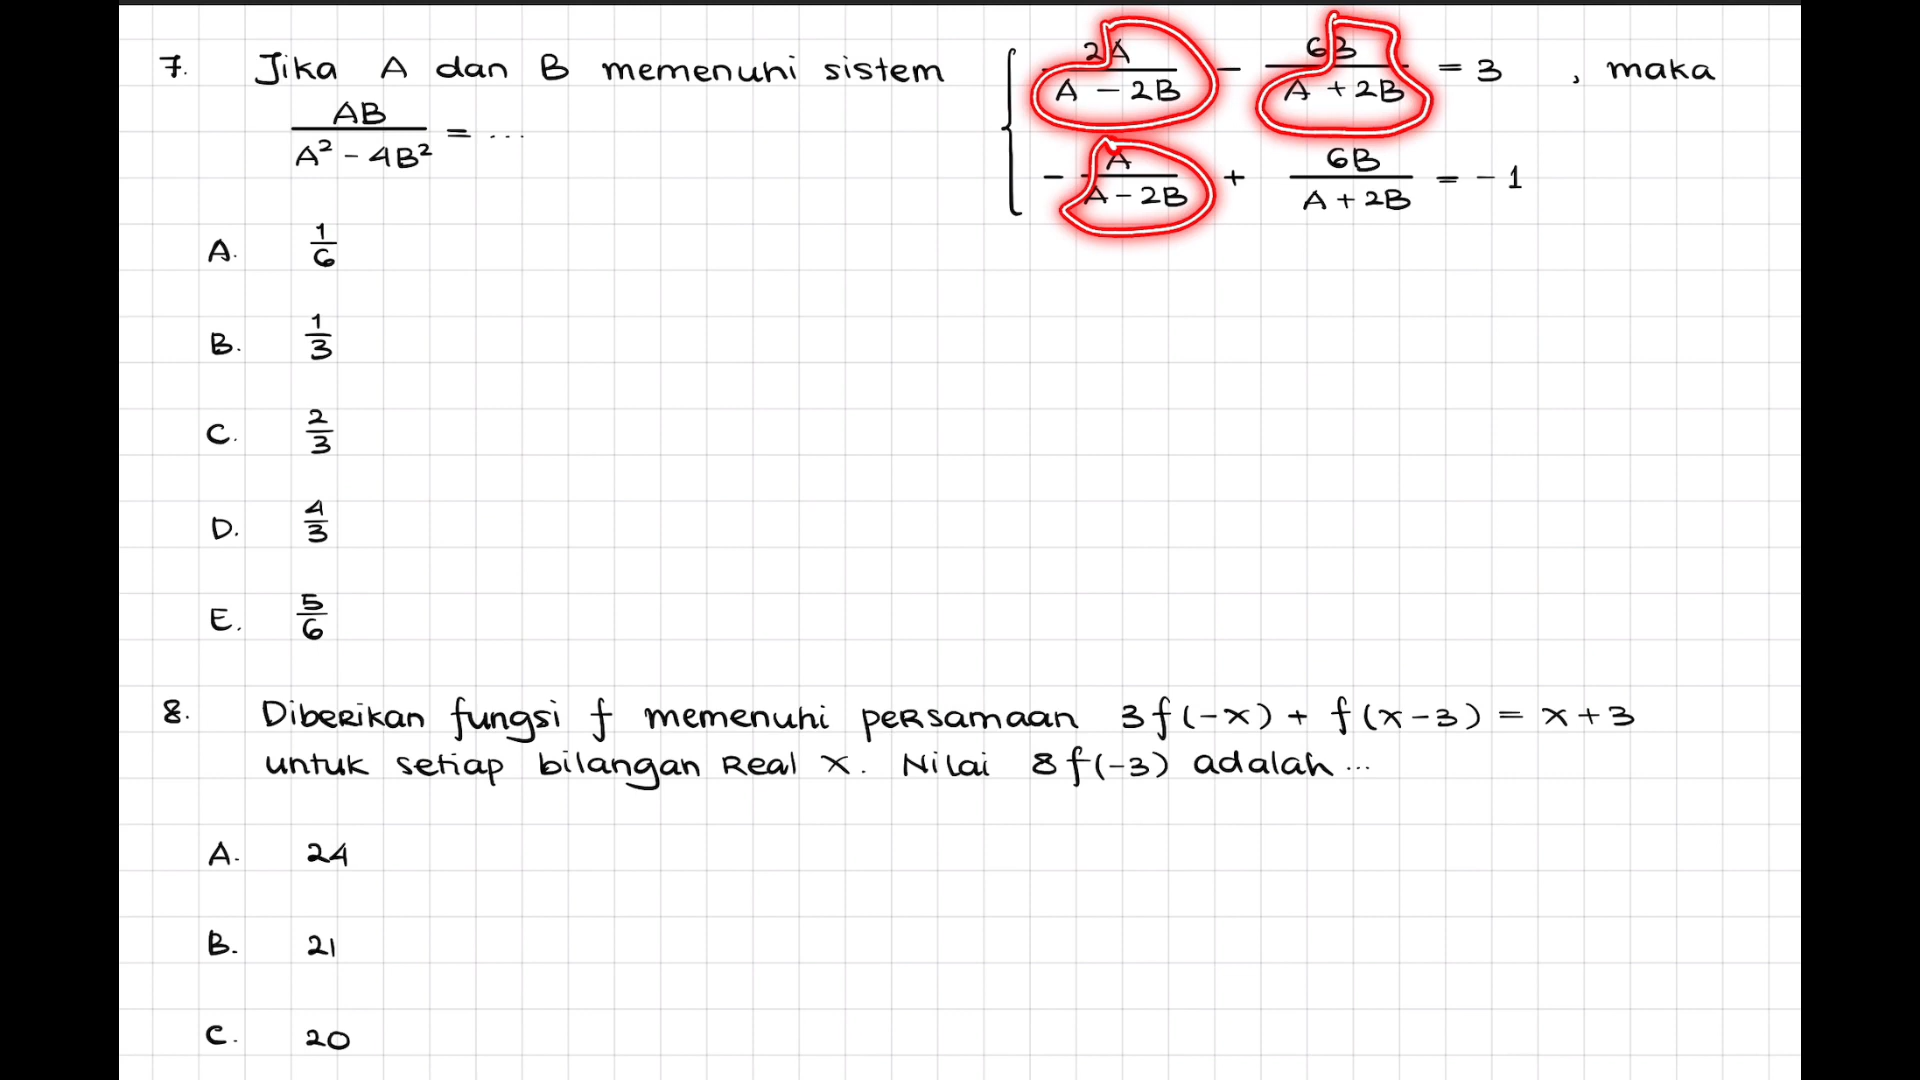 7. Jika A dan B memenuhi sistem { 2A/(A - 2B) - 6B/(A + 2B) = 3 , maka
- A/(A - 2B) + 6B/(A + 2B) = -1
AB/(A² - 4B²) = ...
A. 1/6
B. 1/3
C. 2/3
D. 4/3
E. 5/6
8. Diberikan fungsi f memenuhi persamaan 3f(-x) + f(x-3) = x+3
untuk setiap bilangan Real x. Nilai 8f(-3) adalah ...
A. 24
B. 21
C. 20